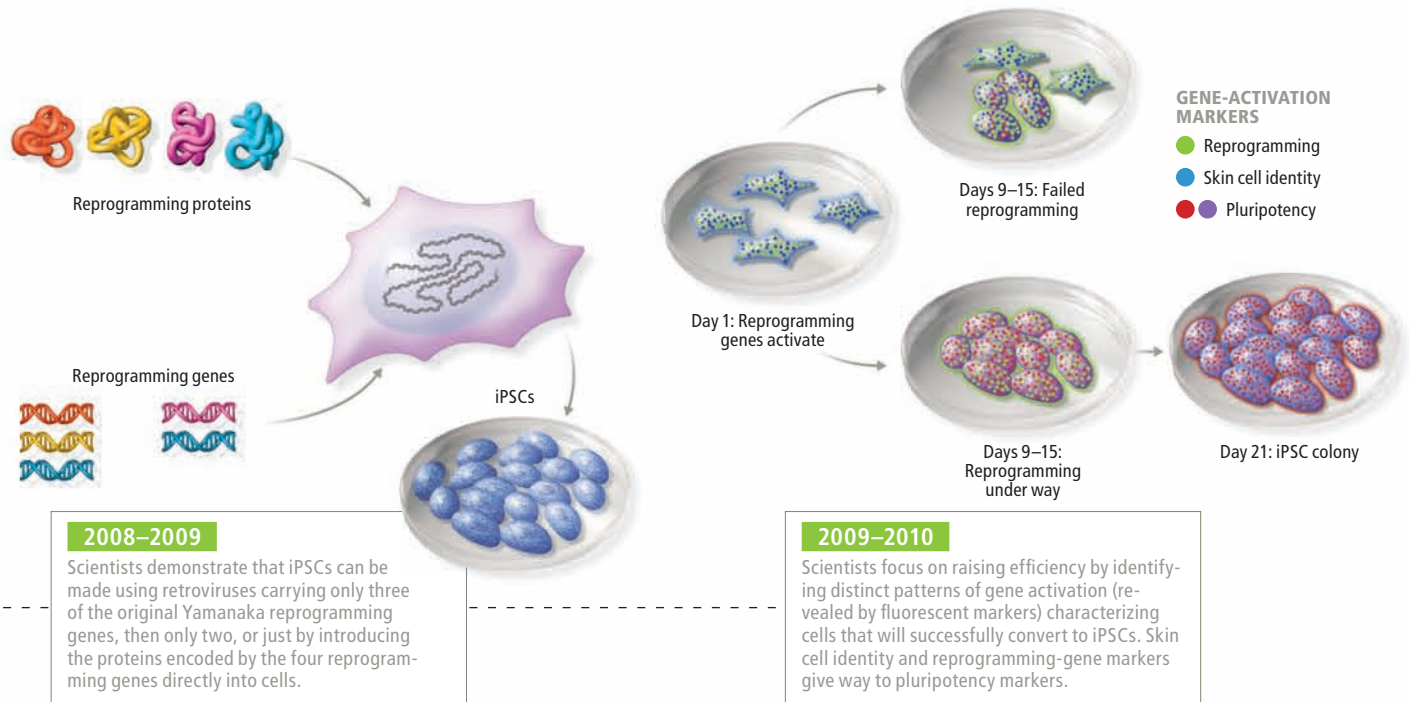 Reprogramming proteins
Reprogramming genes
iPSCs
2008–2009
Scientists demonstrate that iPSCs can be
made using retroviruses carrying only three
of the original Yamanaka reprogramming
genes, then only two, or just by introducing
the proteins encoded by the four reprogram-
ming genes directly into cells.
Day 1: Reprogramming
genes activate
Days 9–15: Failed
reprogramming
GENE-ACTIVATION
MARKERS
Reprogramming
Skin cell identity
Pluripotency
Days 9–15:
Reprogramming
under way
Day 21: iPSC colony
2009–2010
Scientists focus on raising efficiency by identify-
ing distinct patterns of gene activation (re-
vealed by fluorescent markers) characterizing
cells that will successfully convert to iPSCs. Skin
cell identity and reprogramming-gene markers
give way to pluripotency markers.